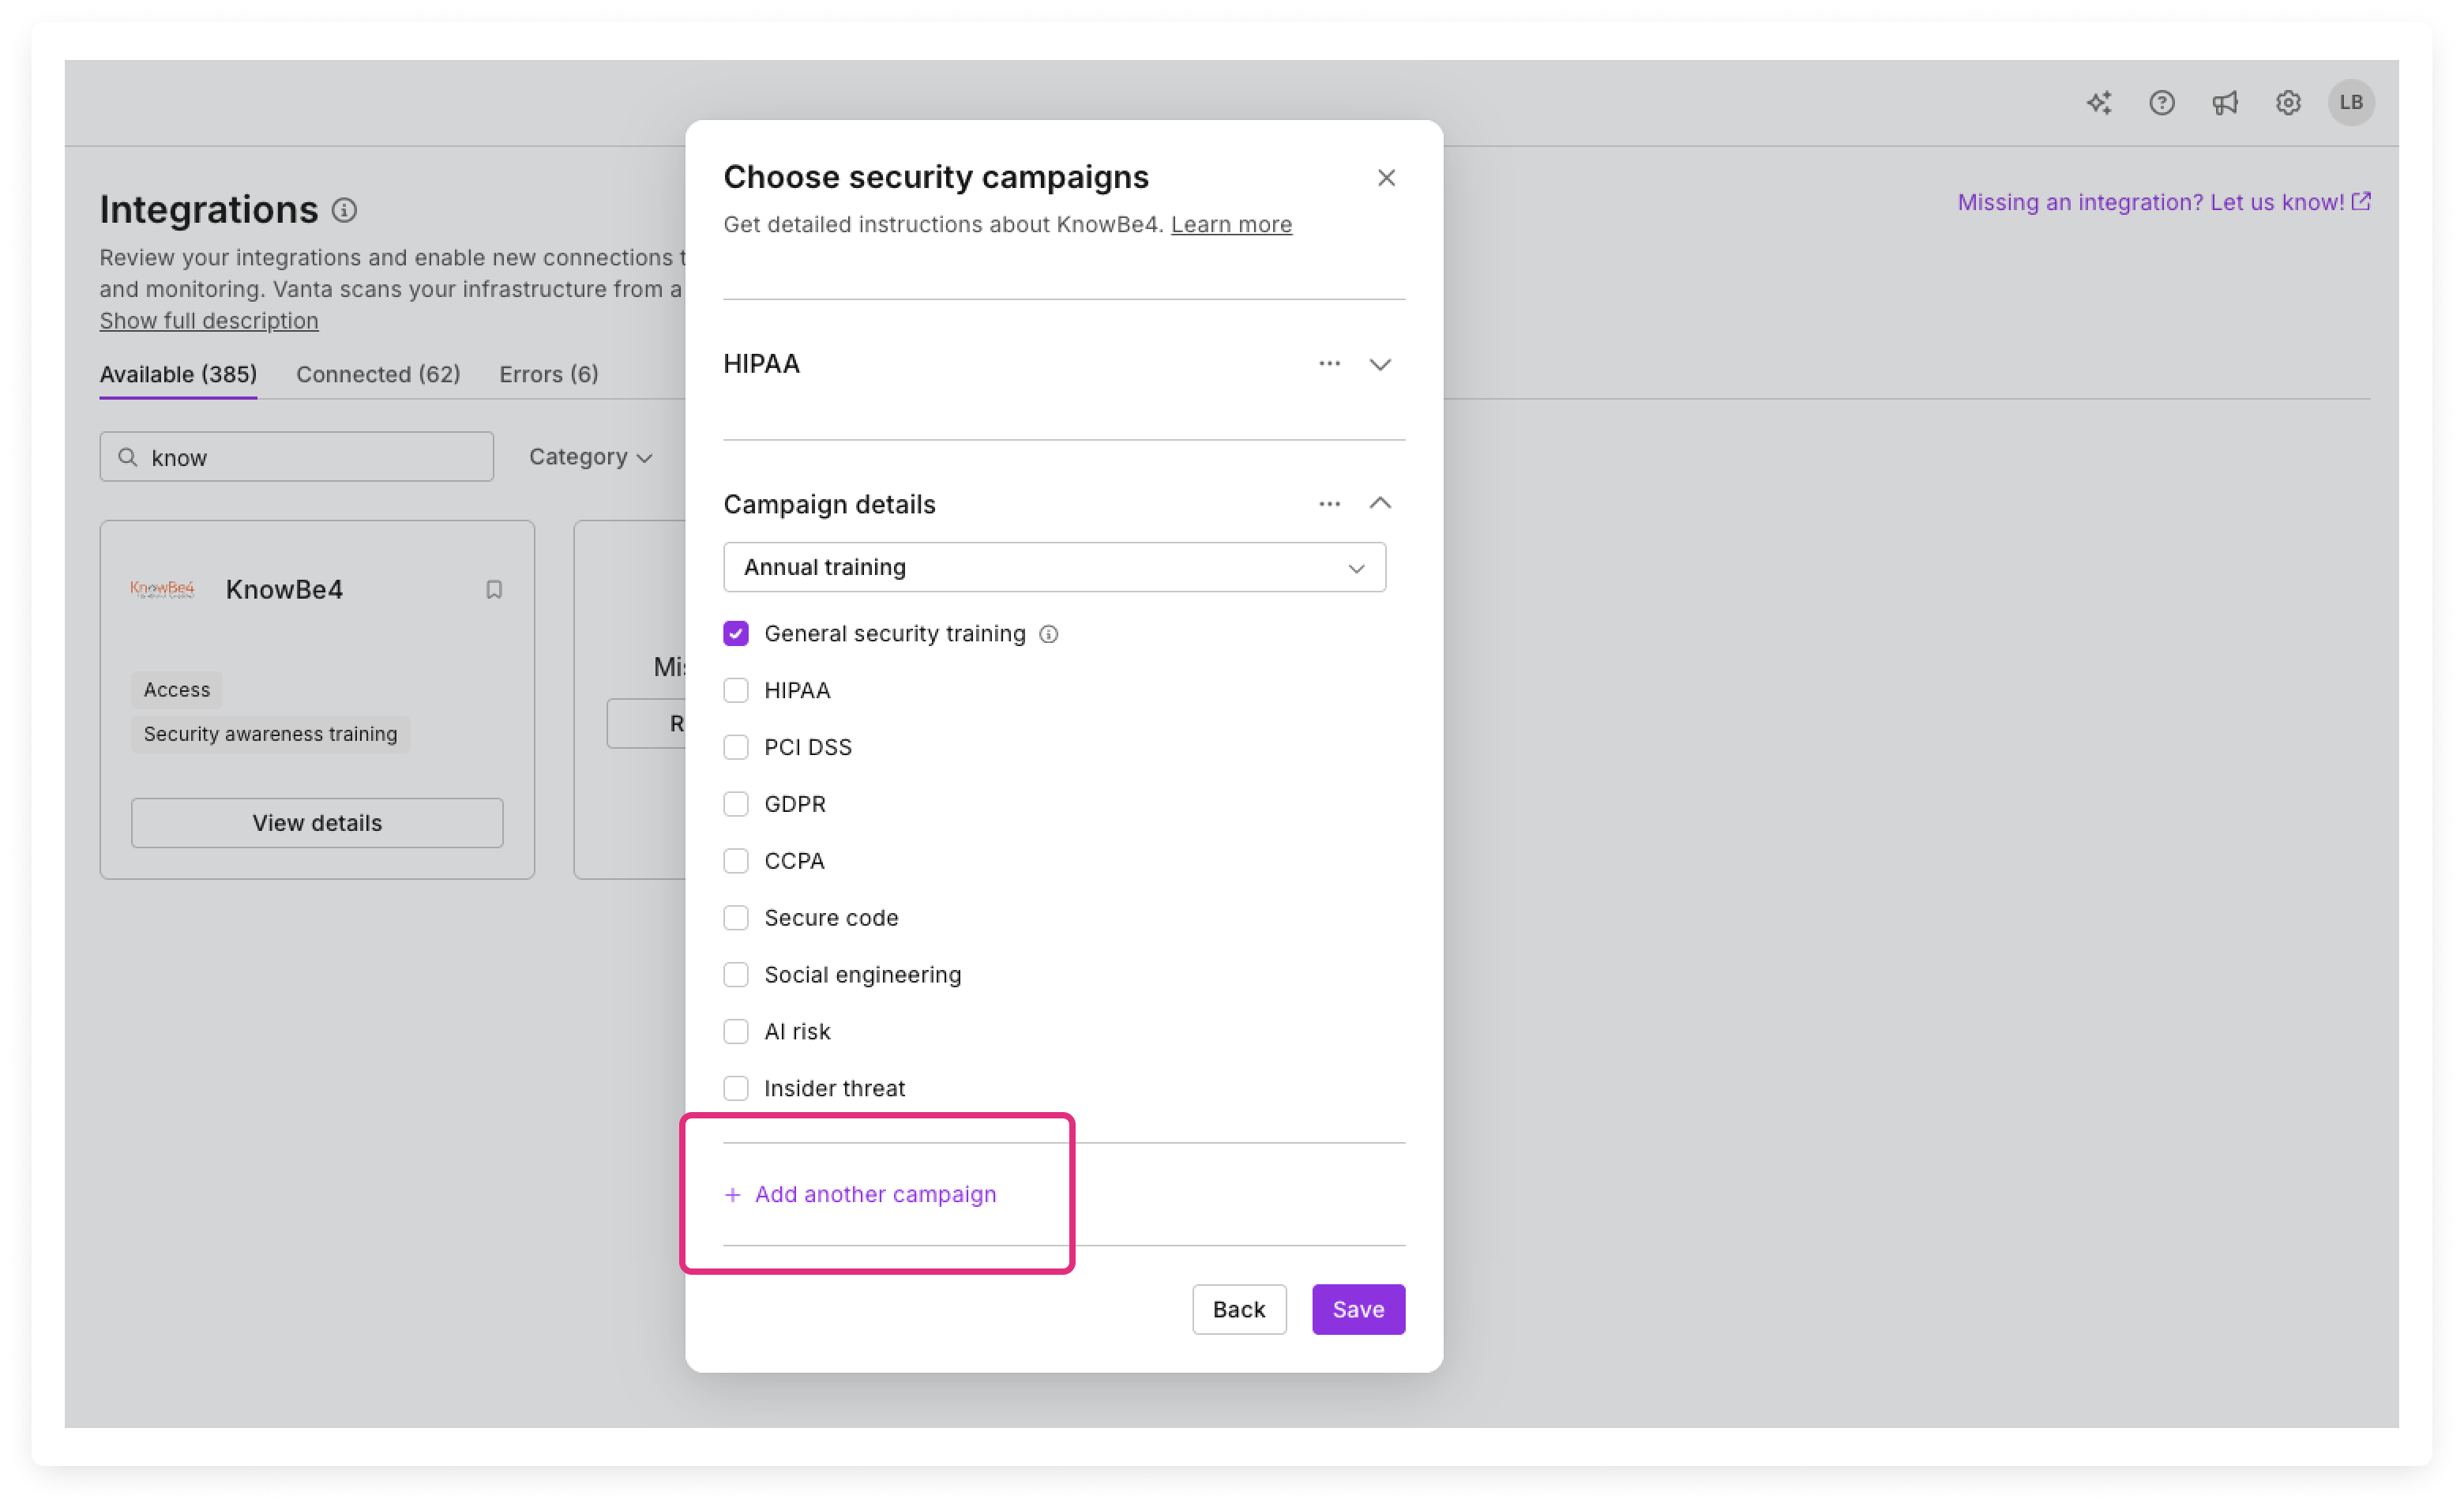 LB
Integrations
Missing an integration? Let us know!
Review your integrations and enable new connections t
and monitoring. Vanta scans your infrastructure from a
Show full description
Available (385)
Connected (62)
Errors (6)
know
Category
KnowBe4
KnowBe4
Access
Security awareness training
View details
Mis
R
Choose security campaigns
Get detailed instructions about KnowBe4. Learn more
HIPAA
Campaign details
Annual training
General security training
HIPAA
PCI DSS
GDPR
CCPA
Secure code
Social engineering
AI risk
Insider threat
+ Add another campaign
Back
Save